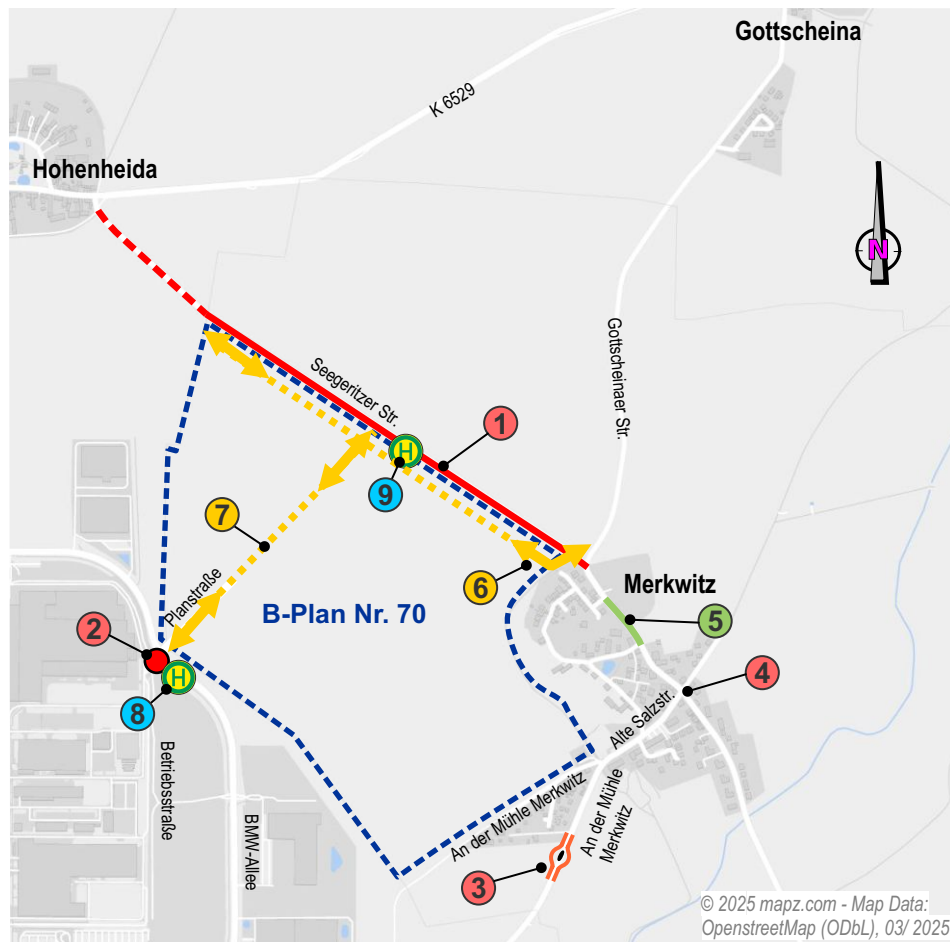 Gottscheina
K 6529
Hohenheida
N
Gottscheinaer Str.
Seegeritzer Str.
1
H
9
7
6
Merkwitz
Planstraße
B-Plan Nr. 70
5
2
4
H
8
Alte Salzstr.
Betriebsstraße
BMW-Allee
An der Mühle Merkwitz
An der Mühle
Merkwitz
3
© 2025 mapz.com - Map Data:
OpenstreetMap (ODbL), 03/ 2025